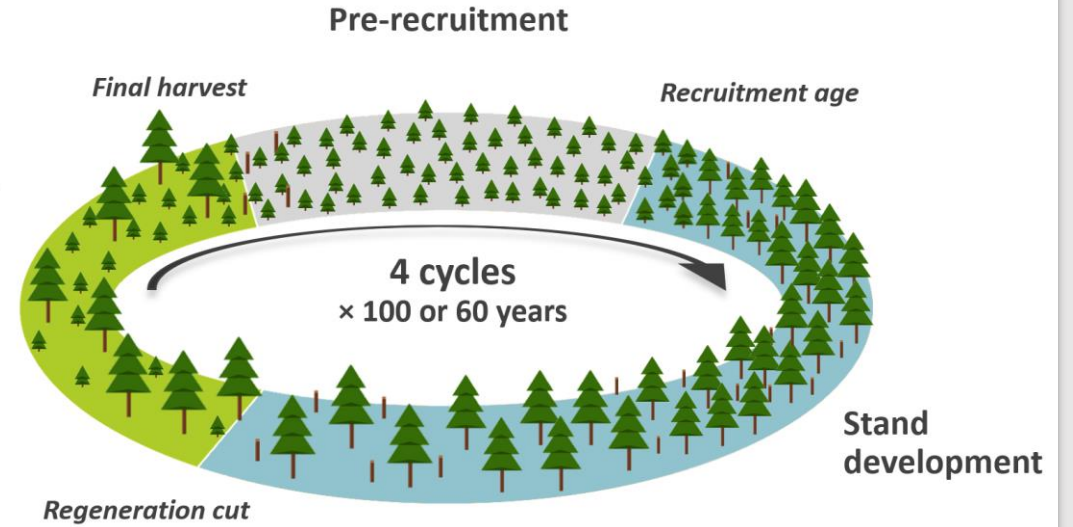 Pre-recruitment
Final harvest
Recruitment age
4 cycles
× 100 or 60 years
Stand
development
Regeneration cut